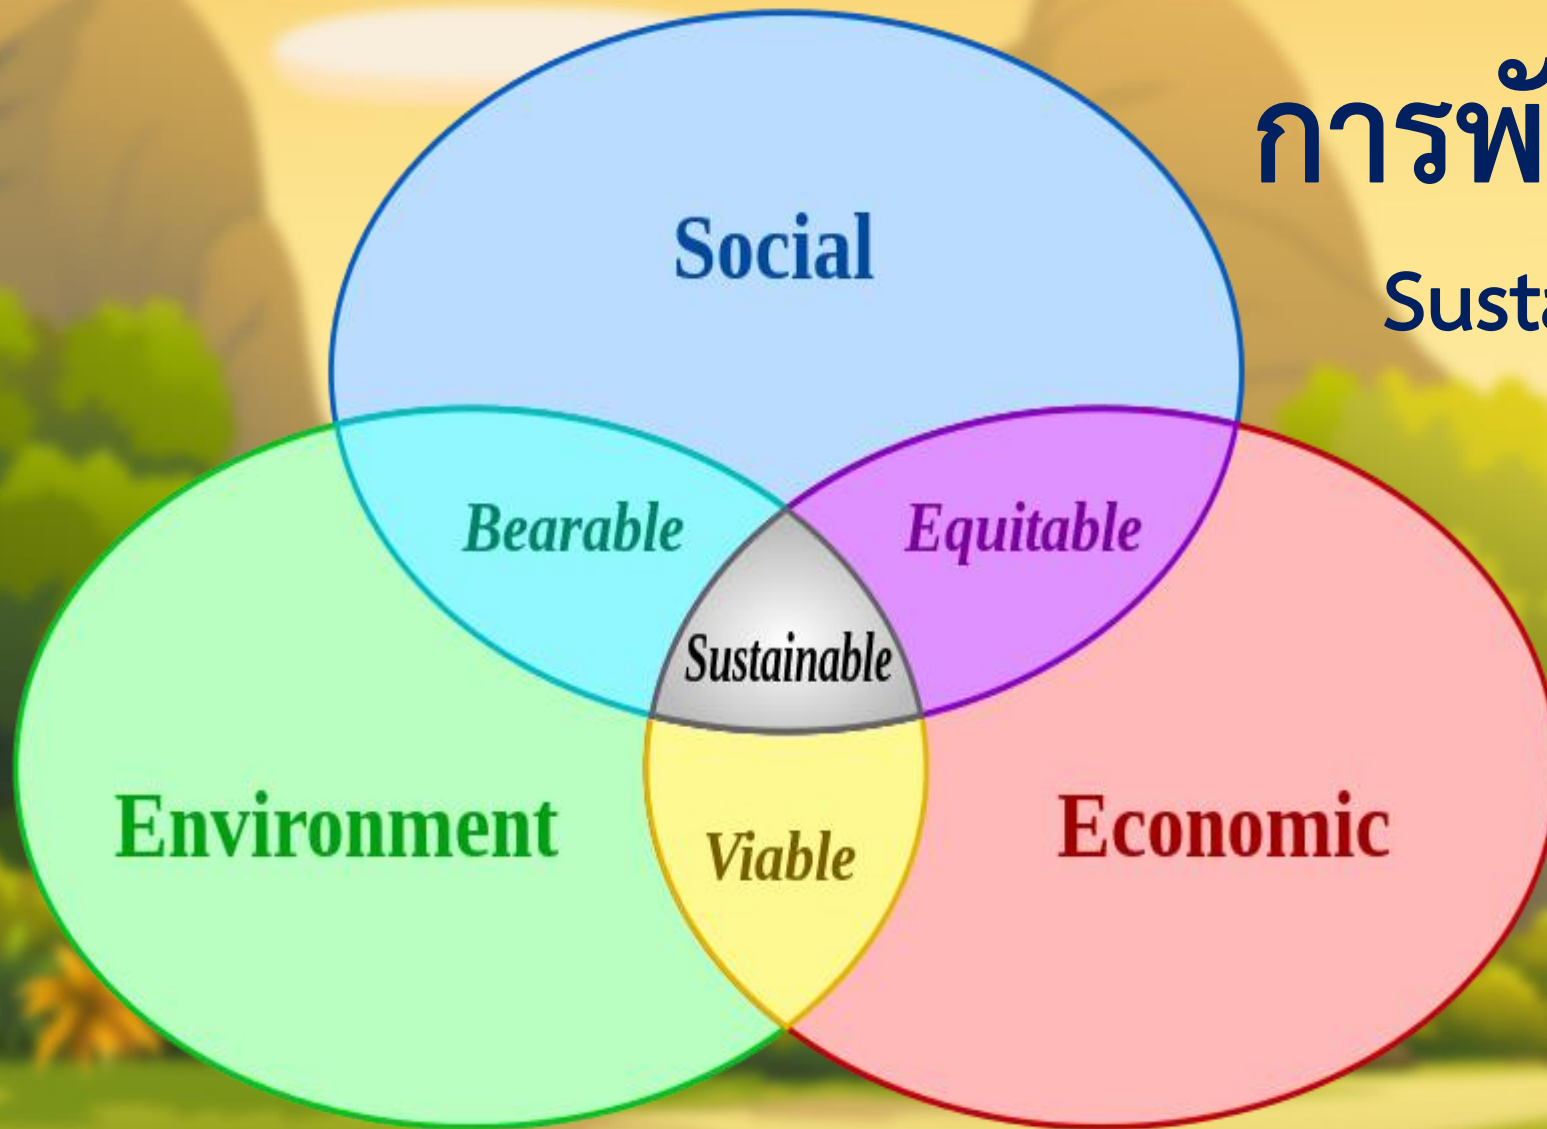 การพั
Social
Susta
Bearable
Equitable
Sustainable
Environment
Economic
Viable